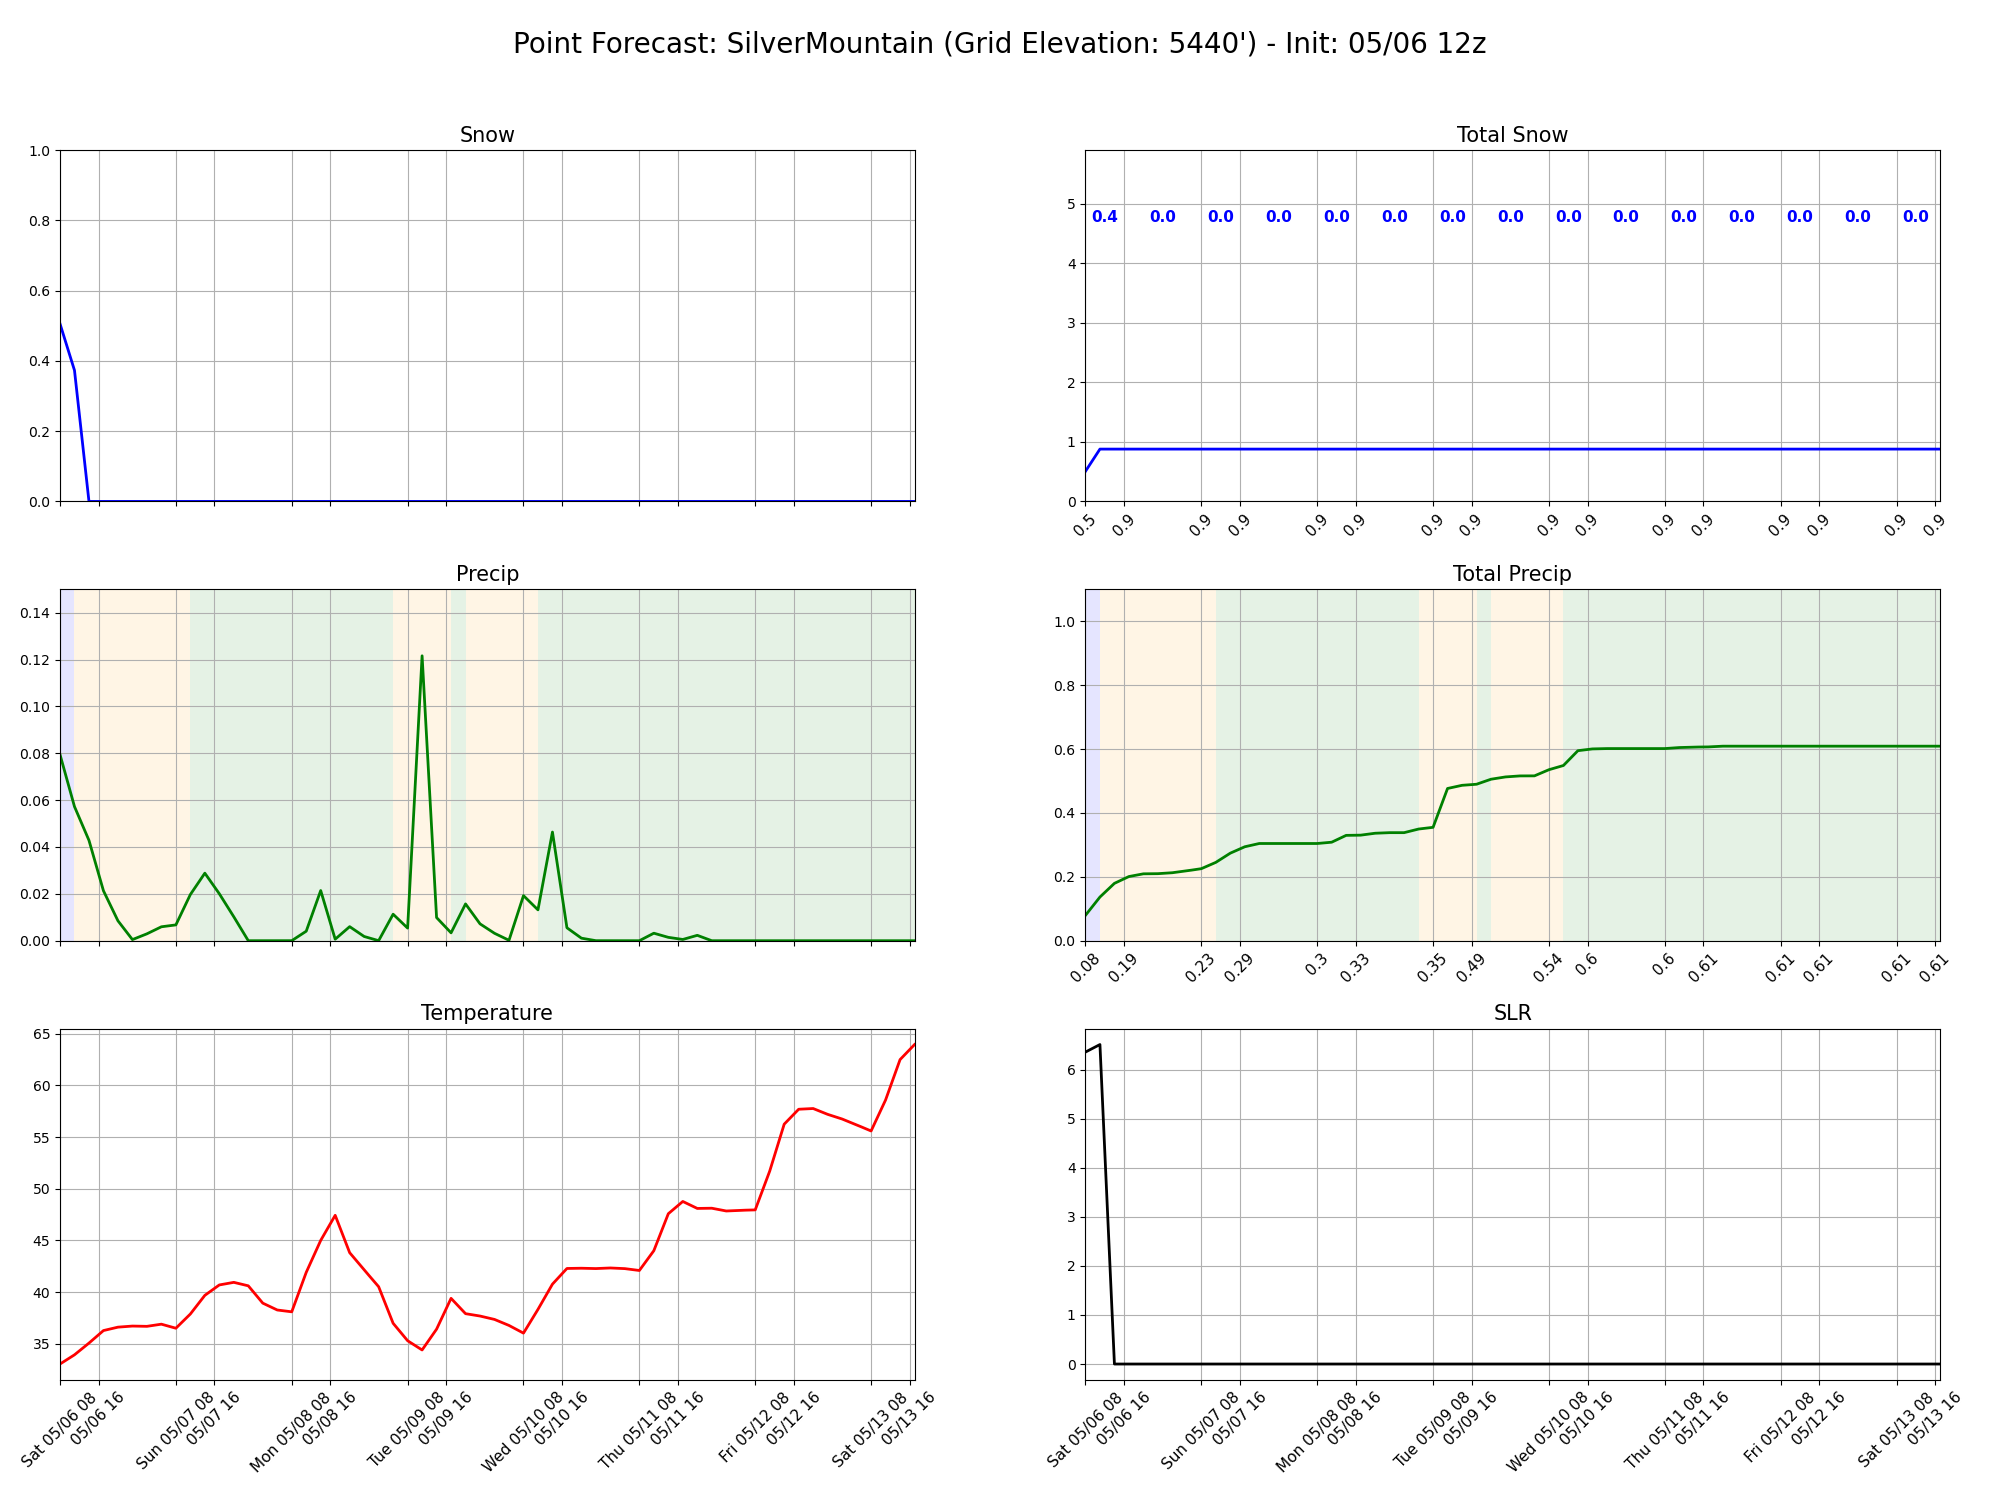 Point Forecast: SilverMountain (Grid Elevation: 5440') - Init: 05/06 12z
Snow
1.0
0.8
0.6
0.4
0.2
0.0
Total Snow
5
4
3
2
1
0
0.4 0.0 0.0 0.0 0.0 0.0 0.0 0.0 0.0 0.0 0.0 0.0 0.0 0.0 0.0
0.5 0.9 0.9 0.9 0.9 0.9 0.9 0.9 0.9 0.9 0.9 0.9 0.9 0.9 0.9 0.9
Precip
0.14
0.12
0.10
0.08
0.06
0.04
0.02
0.00
Total Precip
1.0
0.8
0.6
0.4
0.2
0.0
0.08 0.19 0.23 0.29 0.3 0.33 0.35 0.49 0.54 0.6 0.6 0.61 0.61 0.61 0.61 0.61
Temperature
65
60
55
50
45
40
35
Sat 05/06 08
05/06 16
Sun 05/07 08
05/07 16
Mon 05/08 08
05/08 16
Tue 05/09 08
05/09 16
Wed 05/10 08
05/10 16
Thu 05/11 08
05/11 16
Fri 05/12 08
05/12 16
Sat 05/13 08
05/13 16
SLR
6
5
4
3
2
1
0
Sat 05/06 08
05/06 16
Sun 05/07 08
05/07 16
Mon 05/08 08
05/08 16
Tue 05/09 08
05/09 16
Wed 05/10 08
05/10 16
Thu 05/11 08
05/11 16
Fri 05/12 08
05/12 16
Sat 05/13 08
05/13 16